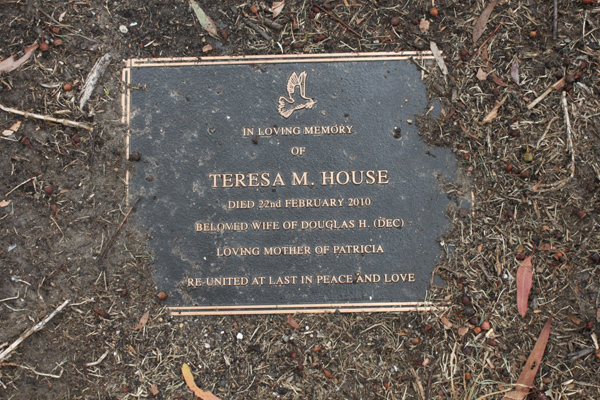 IN LOVING MEMORY
OF
TERESA M. HOUSE
DIED 22nd FEBRUARY 2010
BELOVED WIFE OF DOUGLAS H. (DEC)
LOVING MOTHER OF PATRICIA
RE-UNITED AT LAST IN PEACE AND LOVE